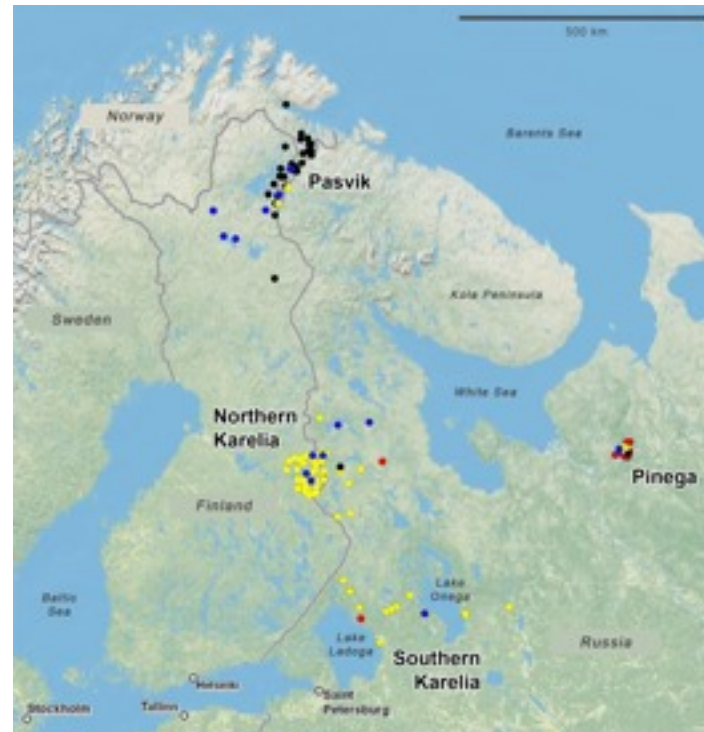 500 km
Norway
Barents Sea
Pasvik
Kola Peninsula
Sweden
White Sea
Northern
Karelia
Pinega
Finland
Baltic
Sea
Lake
Onega
Lake
Ladoga
Russia
Southern
Karelia
Helsinki
Saint
Petersburg
Stockholm
Tallinn